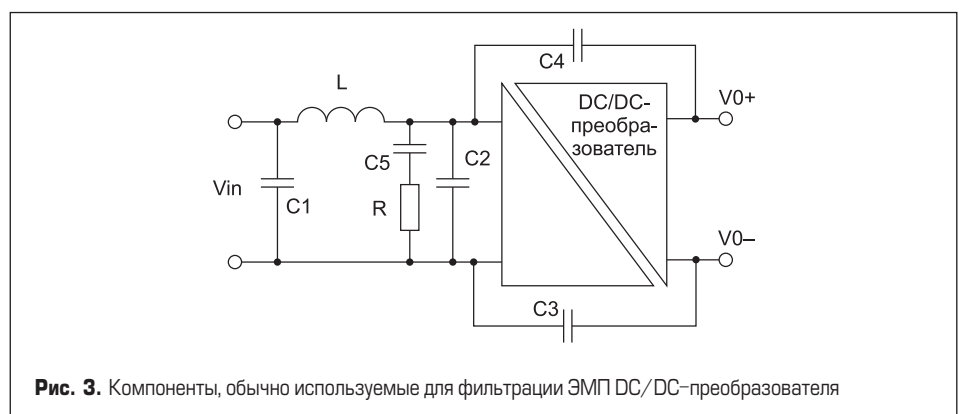 C4
L
DC/DC-
преобра-
зователь
V0+
C5
C2
Vin
C1
R
V0–
C3
Рис. 3. Компоненты, обычно используемые для фильтрации ЭМП DC/DC-преобразователя